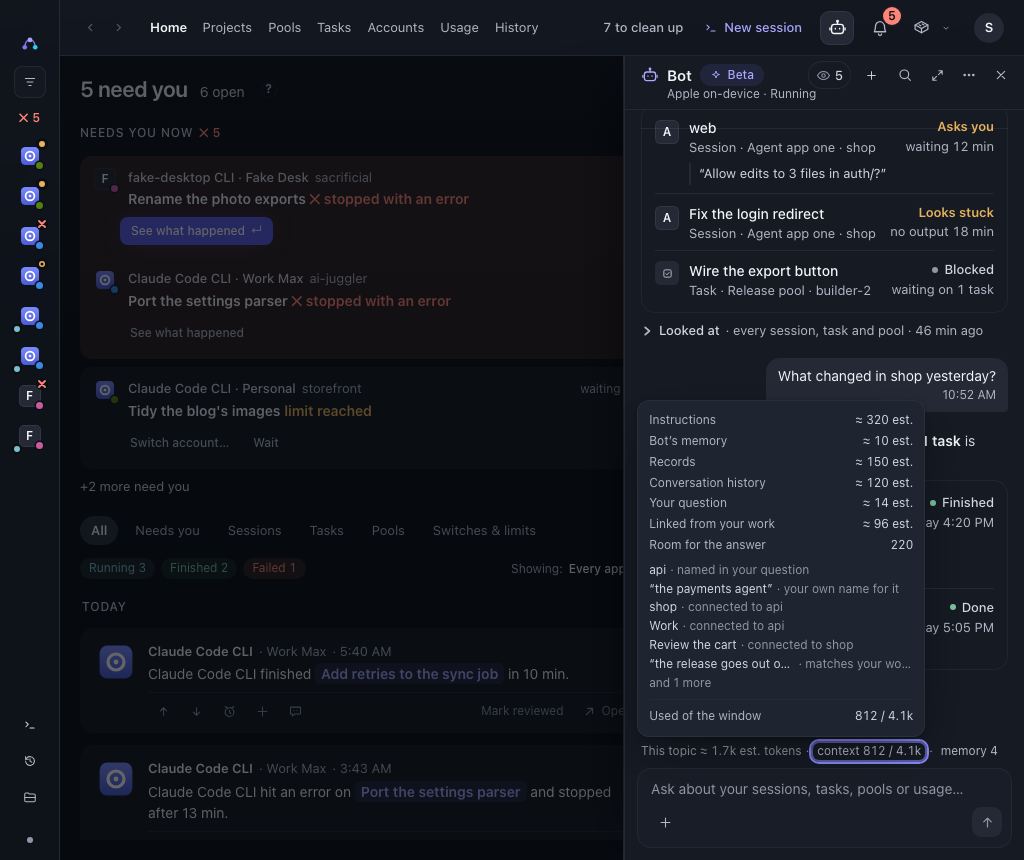 Home Projects Pools Tasks Accounts Usage History 7 to clean up New session 5 S
5
F
F
5 need you 6 open ?
NEEDS YOU NOW 5
F fake-desktop CLI · Fake Desk sacrificial
Rename the photo exports stopped with an error
See what happened
Claude Code CLI · Work Max ai-juggler
Port the settings parser stopped with an error
See what happened
Claude Code CLI · Personal storefront waiting
Tidy the blog's images limit reached
Switch account… Wait
+2 more need you
All Needs you Sessions Tasks Pools Switches & limits
Running 3 Finished 2 Failed 1 Showing: Every app
TODAY
Claude Code CLI · Work Max · 5:40 AM
Claude Code CLI finished Add retries to the sync job in 10 min.
Mark reviewed Ope
Claude Code CLI · Work Max · 3:43 AM
Claude Code CLI hit an error on Port the settings parser and stopped
after 13 min.
Bot Beta 5
Apple on-device · Running
A web Asks you
Session · Agent app one · shop waiting 12 min
“Allow edits to 3 files in auth/?”
A Fix the login redirect Looks stuck
Session · Agent app one · shop no output 18 min
Wire the export button Blocked
Task · Release pool · builder-2 waiting on 1 task
Looked at · every session, task and pool · 46 min ago
What changed in shop yesterday?
10:52 AM
task is
Finished
ay 4:20 PM
Done
ay 5:05 PM
Instructions ≈ 320 est.
Bot’s memory ≈ 10 est.
Records ≈ 150 est.
Conversation history ≈ 120 est.
Your question ≈ 14 est.
Linked from your work ≈ 96 est.
Room for the answer 220
api · named in your question
“the payments agent” · your own name for it
shop · connected to api
Work · connected to api
Review the cart · connected to shop
“the release goes out o… · matches your wo…
and 1 more
Used of the window 812 / 4.1k
This topic ≈ 1.7k est. tokens · context 812 / 4.1k · memory 4
Ask about your sessions, tasks, pools or usage…